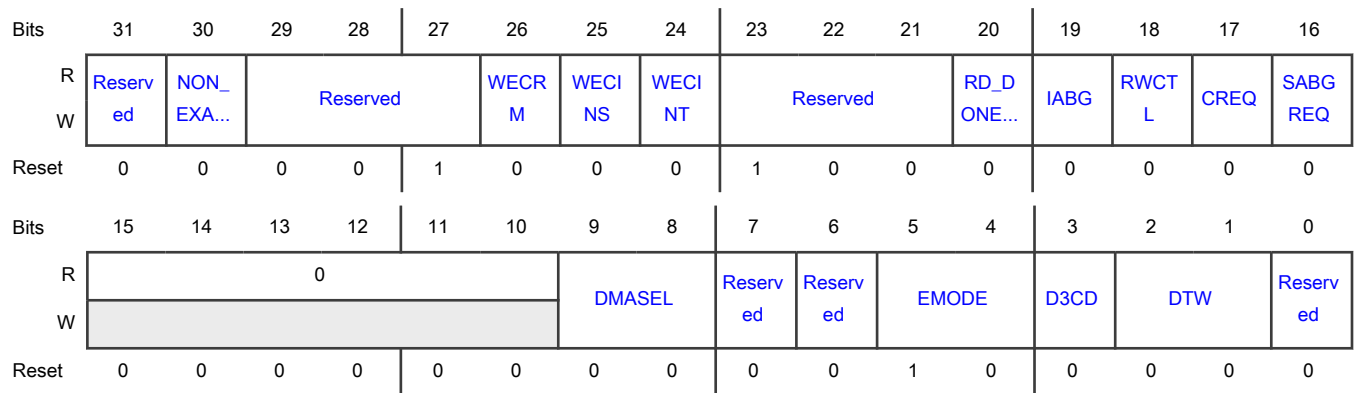 Bits 31 30 29 28 27 26 25 24 23 22 21 20 19 18 17 16
R Reserv NON_ Reserved WECR WECI WECI Reserved RD_D IABG RWCT CREQ SABG
W ed EXA... M NS NT ONE... L REQ
Reset 0 0 0 0 1 0 0 0 1 0 0 0 0 0 0 0
Bits 15 14 13 12 11 10 9 8 7 6 5 4 3 2 1 0
R 0 DMASEL Reserv Reserv EMODE D3CD DTW Reserv
W ed ed ed
Reset 0 0 0 0 0 0 0 0 0 0 1 0 0 0 0 0